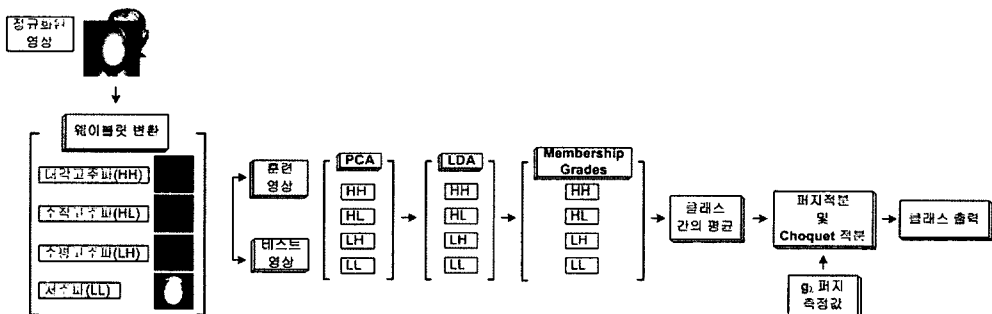 정규화된
영상
웨이블릿 변환
대각고주파(HH)
수직고주파(HL)
수평고주파(LH)
저주파(LL)
훈련
영상
테스트
영상
PCA
HH
HL
LH
LL
LDA
HH
HL
LH
LL
Membership
Grades
HH
HL
LH
LL
클래스
간의 평균
퍼지적분
및
Choquet 적분
g, 퍼지
측정값
클래스 출력